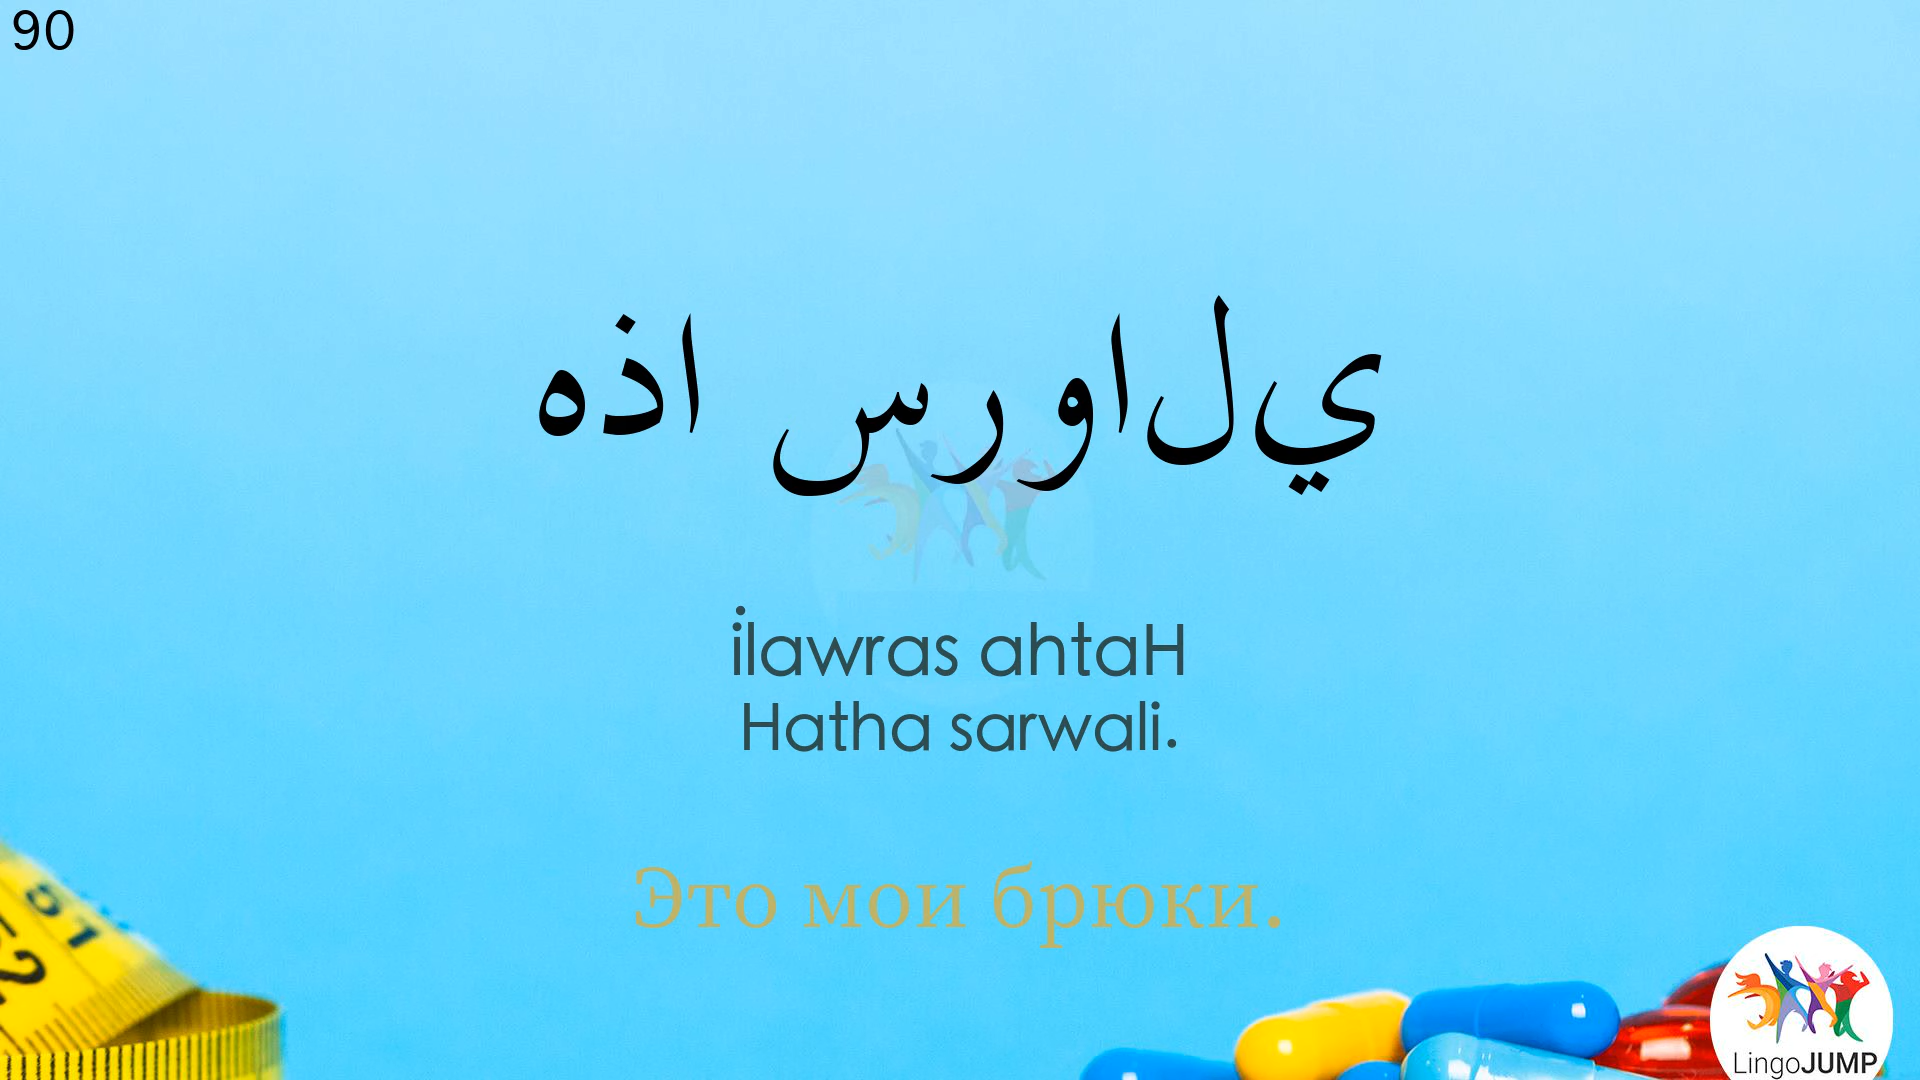 90
يلاورس اذه
i̇lawras ahtaH
Hatha sarwali.
Это мои брюки.
LingoJUMP